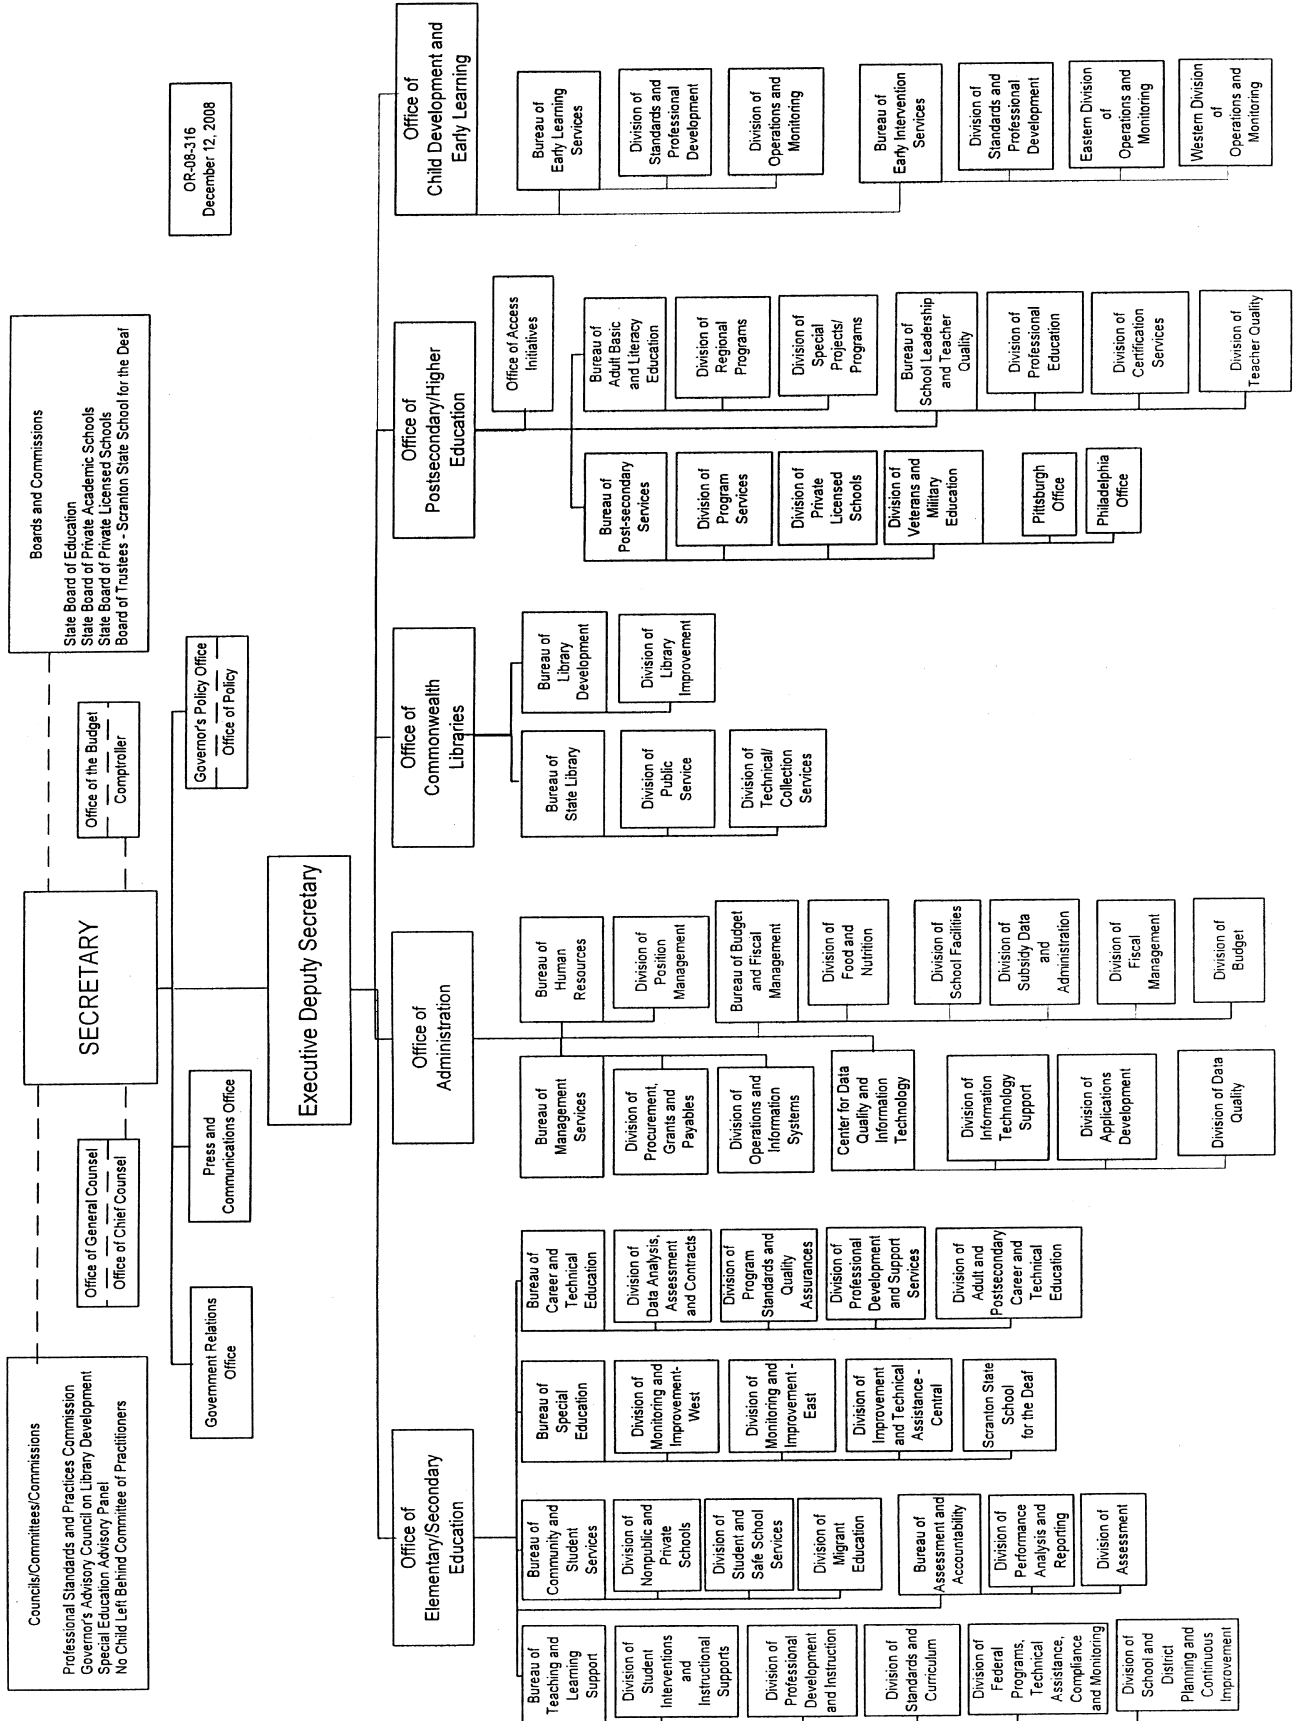 OR-08-316
December 12, 2008
Councils/Committees/Commissions
Professional Standards and Practices Commission
Governor's Advisory Council on Library Development
Special Education Advisory Panel
No Child Left Behind Committee of Practitioners
SECRETARY
Boards and Commissions
State Board of Education
State Board of Private Academic Schools
State Board of Private Licensed Schools
Board of Trustees - Scranton State School for the Deaf
Office of General Counsel
Office of Chief Counsel
Office of the Budget
Comptroller
Government Relations
Office
Press and
Communications Office
Governor's Policy Office
Office of Policy
Executive Deputy Secretary
Office of
Elementary/Secondary
Education
Bureau of
Teaching and
Learning
Support
Division of
Student
Interventions
and
Instructional
Supports
Division of
Professional
Development
and Instruction
Division of
Standards and
Curriculum
Division of
Federal
Programs,
Technical
Assistance,
Compliance
and Monitoring
Division of
School and
District
Planning and
Continuous
Improvement
Bureau of
Community and
Student
Services
Division of
Nonpublic and
Private
Schools
Division of
Student and
Safe School
Services
Division of
Migrant
Education
Bureau of
Assessment and
Accountability
Division of
Performance
Analysis and
Reporting
Division of
Assessment
Bureau of
Special
Education
Division of
Monitoring and
Improvement-
West
Division of
Monitoring and
Improvement -
East
Division of
Improvement
and Technical
Assistance -
Central
Scranton State
School
for the Deaf
Bureau of
Career and
Technical
Education
Division of
Data Analysis,
Assessment
and Contracts
Division of
Program
Standards and
Quality
Assurances
Division of
Professional
Development
and Support
Services
Division of
Adult and
Postsecondary
Career and
Technical
Education
Office of
Administration
Bureau of
Management
Services
Division of
Procurement,
Grants and
Payables
Division of
Operations and
Information
Systems
Center for Data
Quality and
Information
Technology
Division of
Information
Technology
Support
Division of
Applications
Development
Division of Data
Quality
Bureau of
Human
Resources
Division of
Position
Management
Bureau of Budget
and Fiscal
Management
Division of
Food and
Nutrition
Division of
School Facilities
Division of
Subsidy Data
and
Administration
Division of
Fiscal
Management
Division of
Budget
Office of
Commonwealth
Libraries
Bureau of
State Library
Division of
Public
Service
Division of
Technical/
Collection
Services
Bureau of
Library
Development
Division of
Library
Improvement
Office of
Postsecondary/Higher
Education
Office of Access
Initiatives
Bureau of
Post-secondary
Services
Division of
Program
Services
Division of
Private
Licensed
Schools
Division of
Veterans and
Military
Education
Pittsburgh
Office
Philadelphia
Office
Bureau of
Adult Basic
and Literacy
Education
Division of
Regional
Programs
Division of
Special
Projects/
Programs
Bureau of
School Leadership
and Teacher
Quality
Division of
Professional
Education
Division of
Certification
Services
Division of
Teacher Quality
Office of
Child Development and
Early Learning
Bureau of
Early Learning
Services
Division of
Standards and
Professional
Development
Division of
Operations and
Monitoring
Bureau of
Early Intervention
Services
Division of
Standards and
Professional
Development
Eastern Division
of
Operations and
Monitoring
Western Division
of
Operations and
Monitoring